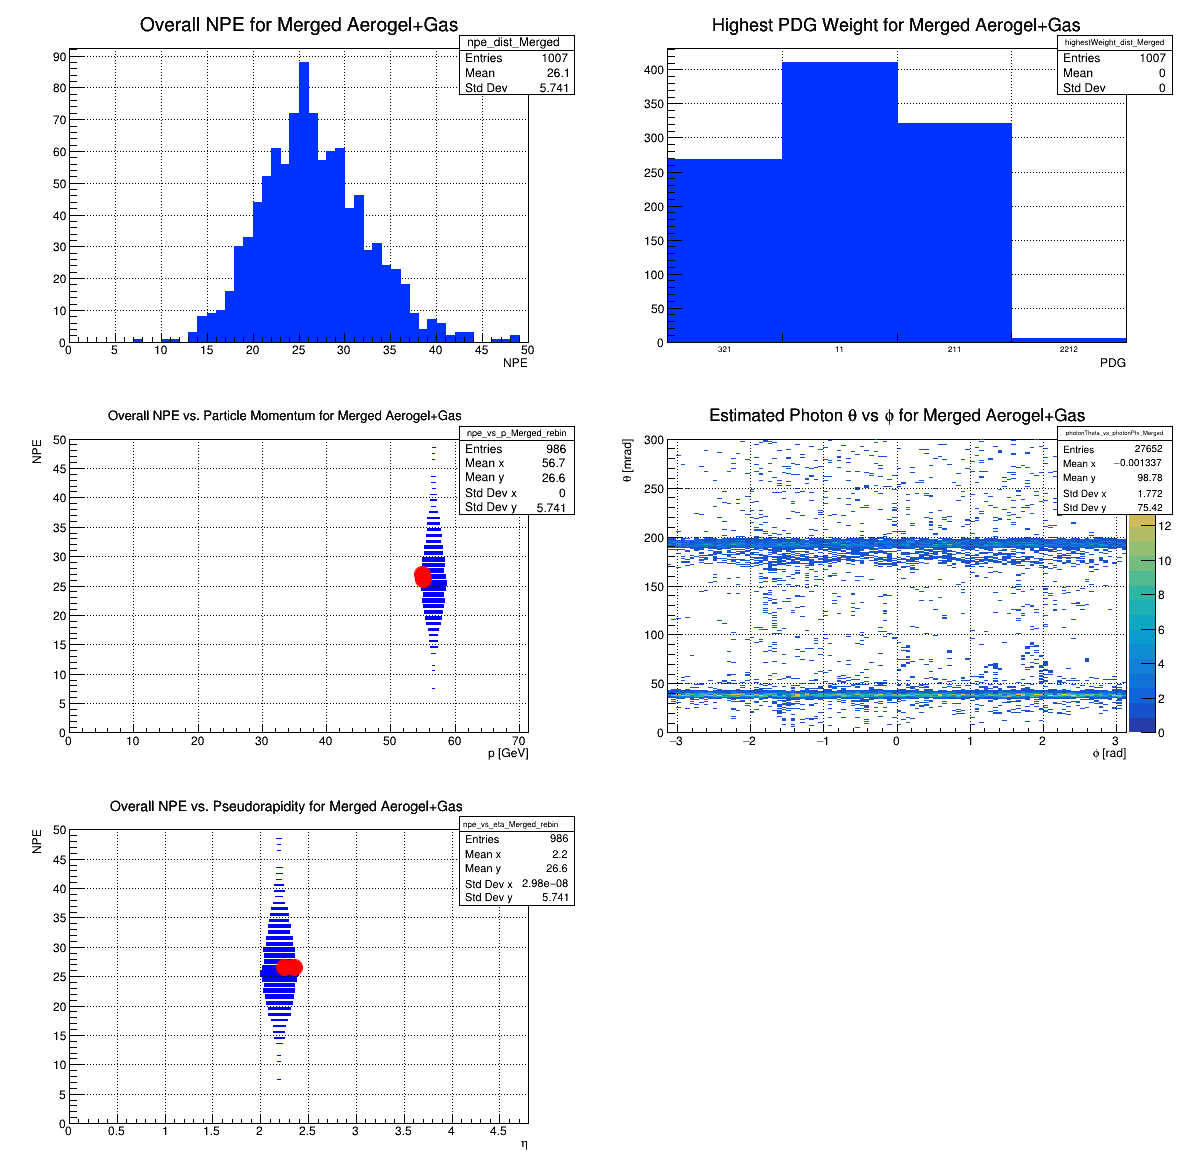 Overall NPE for Merged Aerogel+Gas
npe_dist_Merged
Entries 1007
Mean 26.1
Std Dev 5.741
90
80
70
60
50
40
30
20
10
0
0 5 10 15 20 25 30 35 40 45 50
NPE
Highest PDG Weight for Merged Aerogel+Gas
highestWeight_dist_Merged
Entries 1007
Mean 0
Std Dev 0
400
350
300
250
200
150
100
50
0
321 11 211 2212
PDG
Overall NPE vs. Particle Momentum for Merged Aerogel+Gas
npe_vs_p_Merged_rebin
Entries 986
Mean x 56.7
Mean y 26.6
Std Dev x 0
Std Dev y 5.741
NPE
50
45
40
35
30
25
20
15
10
5
0
0 10 20 30 40 50 60 70
p [GeV]
Estimated Photon θ vs ϕ for Merged Aerogel+Gas
photonTheta_vs_photonPhi_Merged
Entries 27652
Mean x −0.001337
Mean y 98.78
Std Dev x 1.772
Std Dev y 75.42
θ [mrad]
300
250
200
150
100
50
0
−3 −2 −1 0 1 2 3
ϕ [rad]
12
10
8
6
4
2
0
Overall NPE vs. Pseudorapidity for Merged Aerogel+Gas
npe_vs_eta_Merged_rebin
Entries 986
Mean x 2.2
Mean y 26.6
Std Dev x 2.98e−08
Std Dev y 5.741
NPE
50
45
40
35
30
25
20
15
10
5
0
0 0.5 1 1.5 2 2.5 3 3.5 4 4.5
η